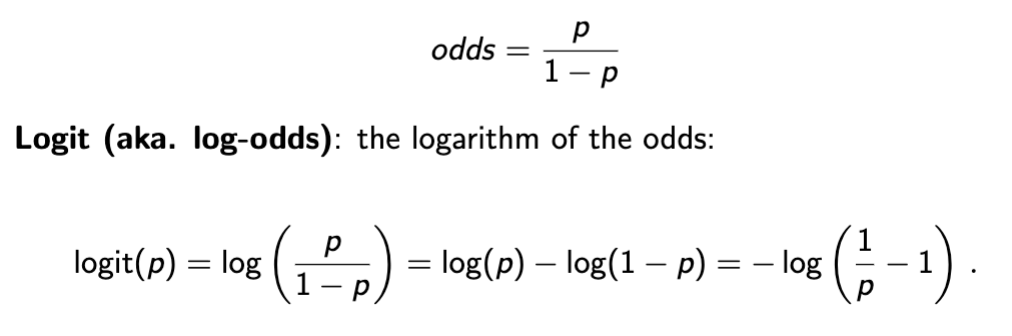 odds = p / (1 − p)
Logit (aka. log-odds): the logarithm of the odds:
logit(p) = log(p / (1 − p)) = log(p) − log(1 − p) = − log(1/p − 1) .